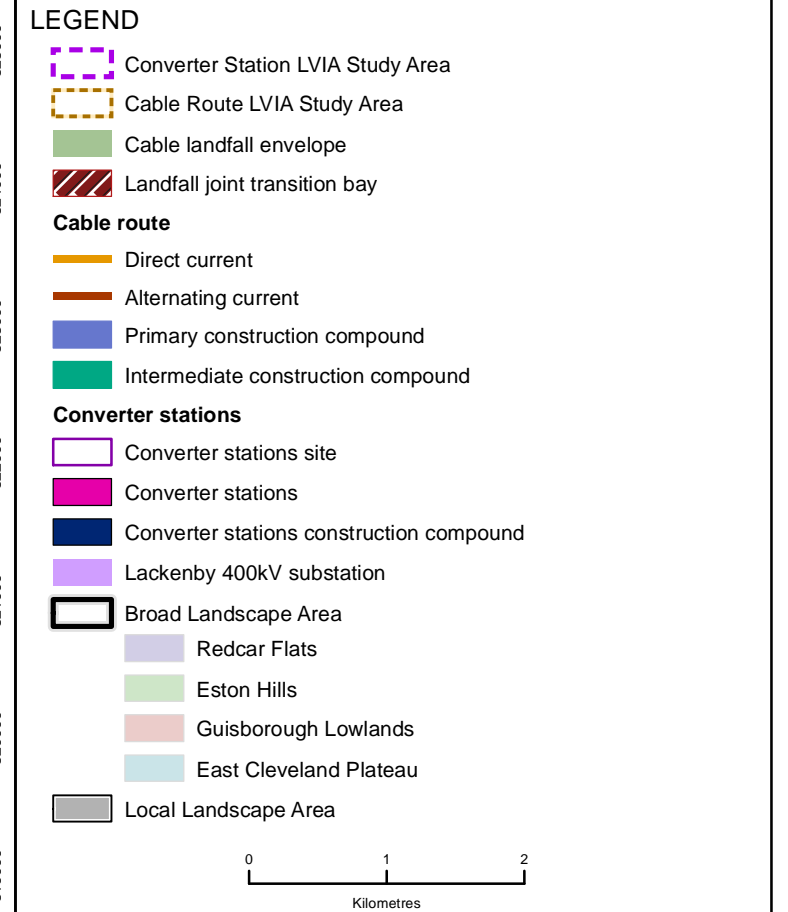 LEGEND
Converter Station LVIA Study Area
Cable Route LVIA Study Area
Cable landfall envelope
Landfall joint transition bay
Cable route
Direct current
Alternating current
Primary construction compound
Intermediate construction compound
Converter stations
Converter stations site
Converter stations
Converter stations construction compound
Lackenby 400kV substation
Broad Landscape Area
Redcar Flats
Eston Hills
Guisborough Lowlands
East Cleveland Plateau
Local Landscape Area
0 1 2
Kilometres